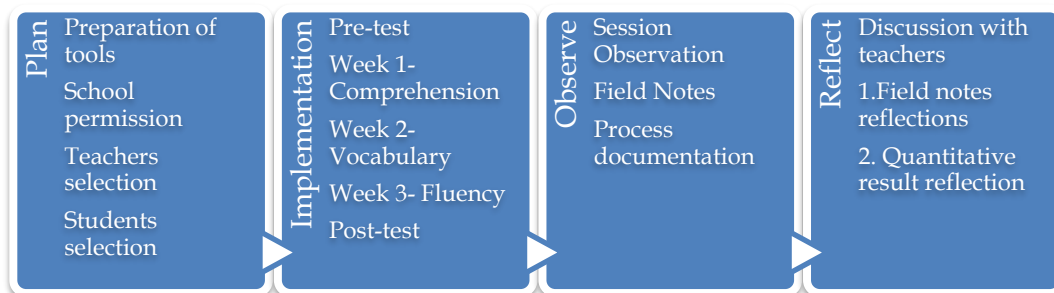 Plan
Preparation of
tools
School
permission
Teachers
selection
Students
selection
Implementation
Pre-test
Week 1-
Comprehension
Week 2-
Vocabulary
Week 3- Fluency
Post-test
Observe
Session
Observation
Field Notes
Process
documentation
Reflect
Discussion with
teachers
1.Field notes
reflections
2. Quantitative
result reflection